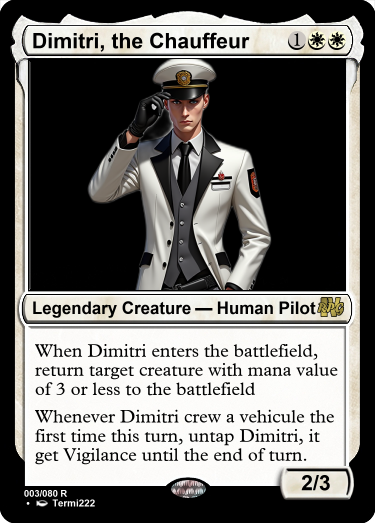 Dimitri, the Chauffeur 1
Legendary Creature — Human Pilot
When Dimitri enters the battlefield,
return target creature with mana value
of 3 or less to the battlefield
Whenever Dimitri crew a vehicule the
first time this turn, untap Dimitri, it
get Vigilance until the end of turn.
2/3
003/080 R
• Termi222